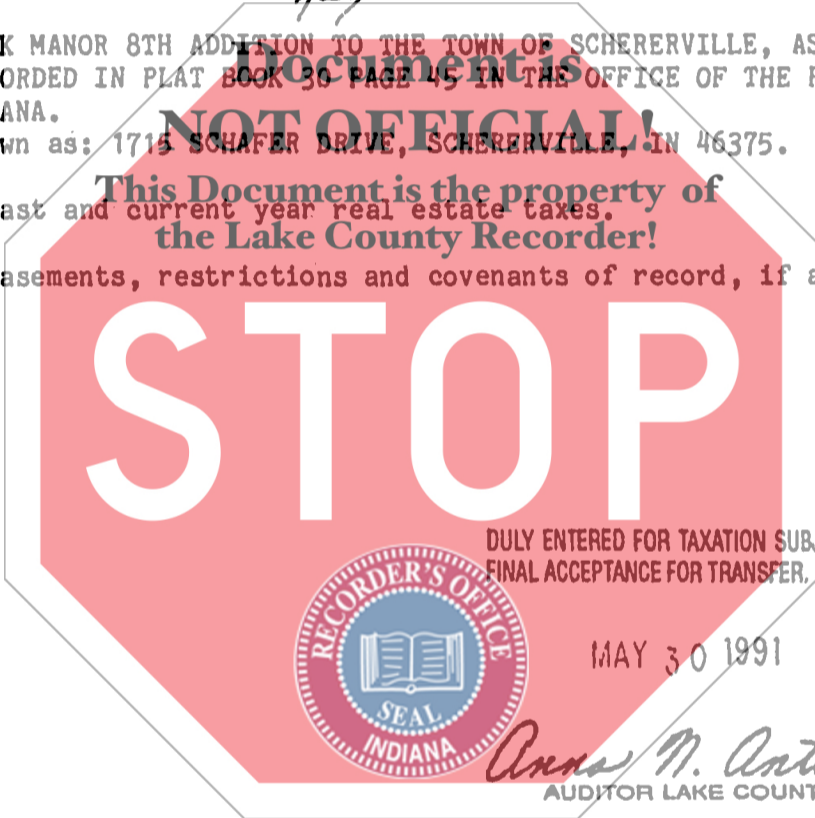 K MANOR 8TH ADDITION TO THE TOWN OF SCHERERVILLE, AS
Document is
ORDED IN PLAT BOOK 30 PAGE 45 IN THE OFFICE OF THE
ANA.
NOT OFFICIAL!
wn as: 1715 SCHAFER DRIVE, SCHERERVILLE, IN 46375.
This Document is the property of
ast and current year real estate taxes.
the Lake County Recorder!
asements, restrictions and covenants of record, if a
STOP
DULY ENTERED FOR TAXATION SUB
FINAL ACCEPTANCE FOR TRANSFER.
RECORDER'S OFFICE
SEAL
INDIANA
MAY 30 1991
Anna N. Ant
AUDITOR LAKE COUNT